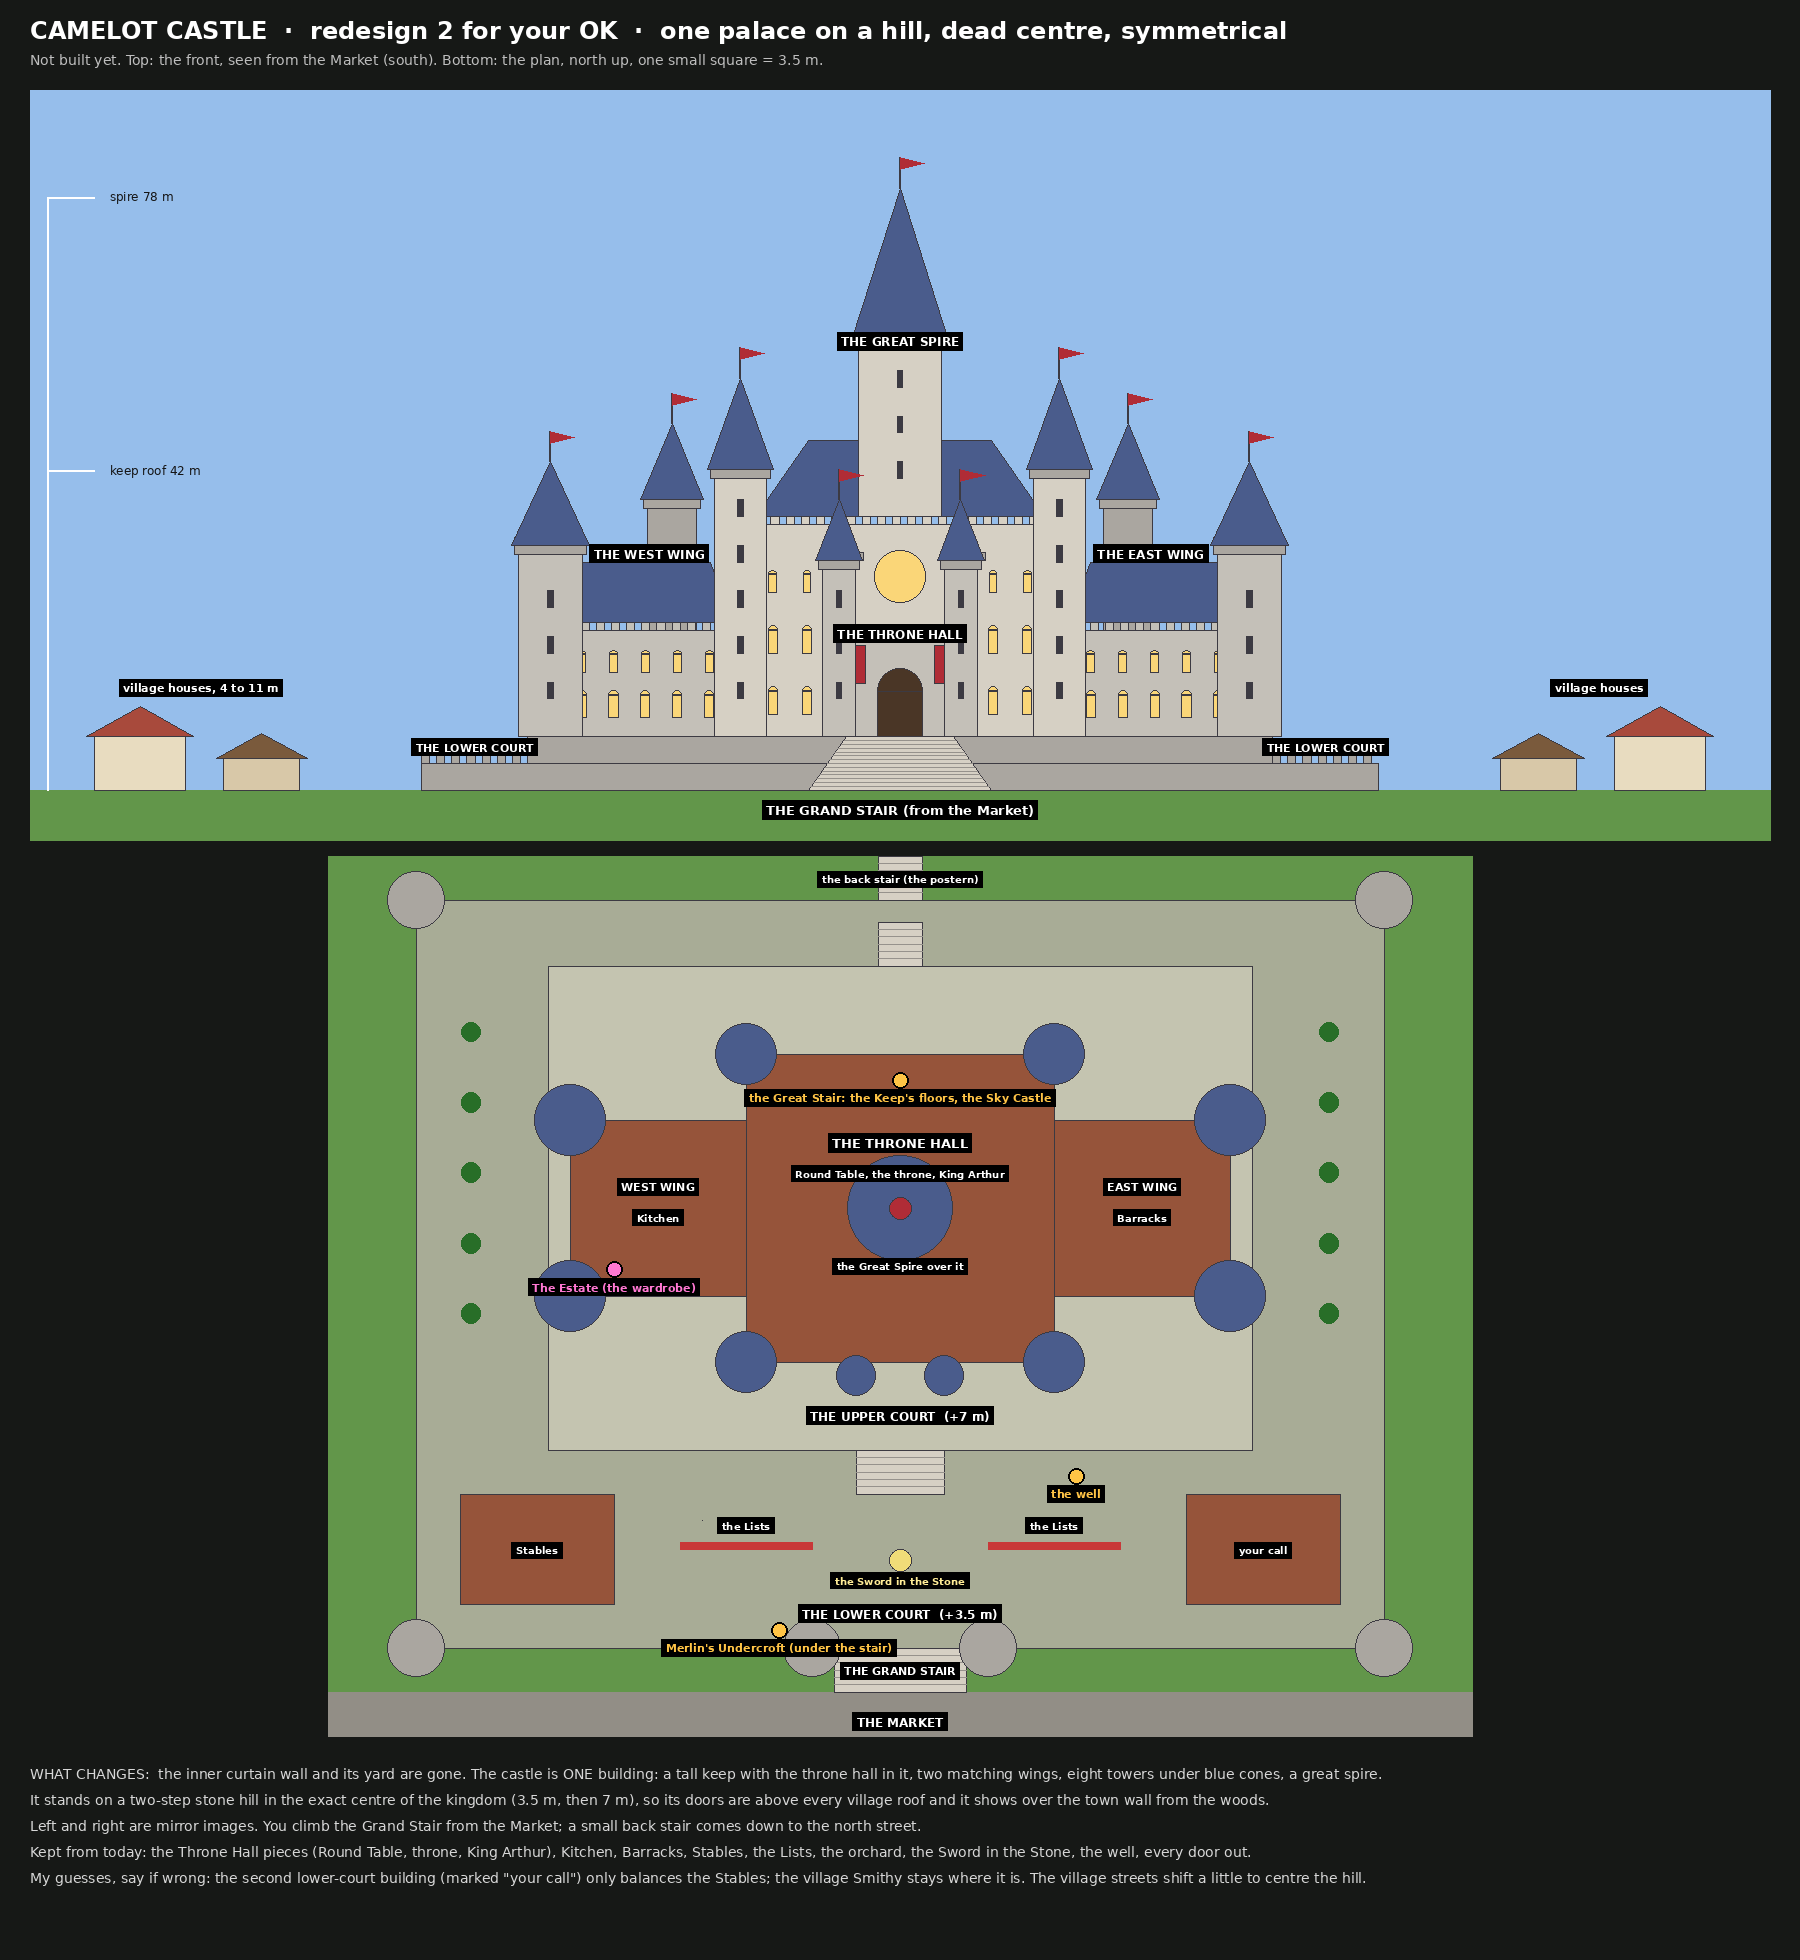 CAMELOT CASTLE · redesign 2 for your OK · one palace on a hill, dead centre, symmetrical
Not built yet. Top: the front, seen from the Market (south). Bottom: the plan, north up, one small square = 3.5 m.
spire 78 m
THE GREAT SPIRE
keep roof 42 m
THE WEST WING
THE EAST WING
THE THRONE HALL
village houses, 4 to 11 m
village houses
THE LOWER COURT
THE LOWER COURT
THE GRAND STAIR (from the Market)
the back stair (the postern)
the Great Stair: the Keep's floors, the Sky Castle
THE THRONE HALL
Round Table, the throne, King Arthur
WEST WING
EAST WING
Kitchen
Barracks
the Great Spire over it
The Estate (the wardrobe)
THE UPPER COURT (+7 m)
the well
the Lists
the Lists
Stables
your call
the Sword in the Stone
THE LOWER COURT (+3.5 m)
Merlin's Undercroft (under the stair)
THE GRAND STAIR
THE MARKET
WHAT CHANGES: the inner curtain wall and its yard are gone. The castle is ONE building: a tall keep with the throne hall in it, two matching wings, eight towers under blue cones, a great spire.
It stands on a two-step stone hill in the exact centre of the kingdom (3.5 m, then 7 m), so its doors are above every village roof and it shows over the town wall from the woods.
Left and right are mirror images. You climb the Grand Stair from the Market; a small back stair comes down to the north street.
Kept from today: the Throne Hall pieces (Round Table, throne, King Arthur), Kitchen, Barracks, Stables, the Lists, the orchard, the Sword in the Stone, the well, every door out.
My guesses, say if wrong: the second lower-court building (marked "your call") only balances the Stables; the village Smithy stays where it is. The village streets shift a little to centre the hill.